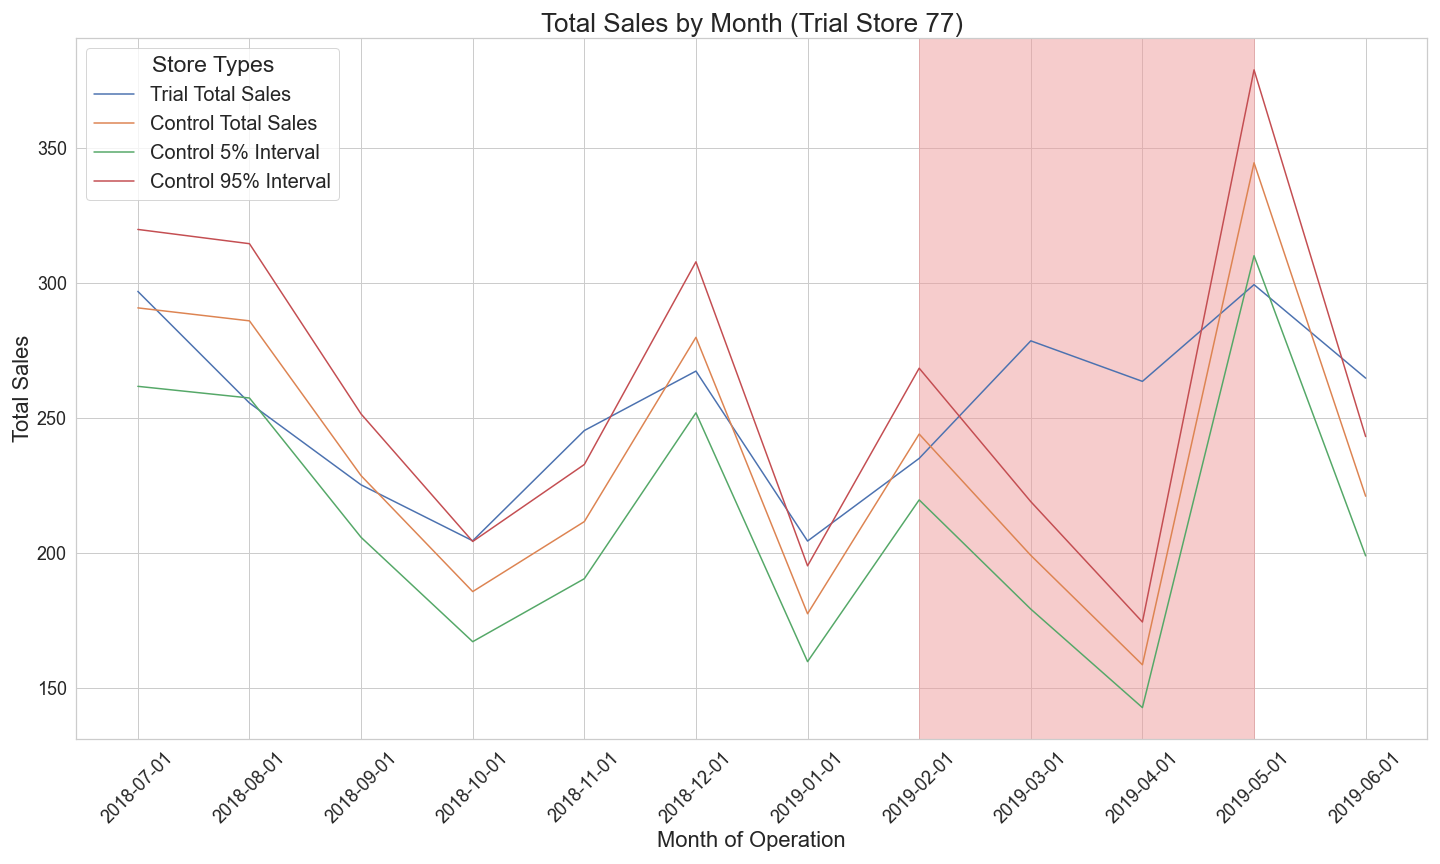 Total Sales by Month (Trial Store 77)
Store Types
Trial Total Sales
Control Total Sales
Control 5% Interval
Control 95% Interval
Total Sales
350
300
250
200
150
2018-07-01
2018-08-01
2018-09-01
2018-10-01
2018-11-01
2018-12-01
2019-01-01
2019-02-01
2019-03-01
2019-04-01
2019-05-01
2019-06-01
Month of Operation